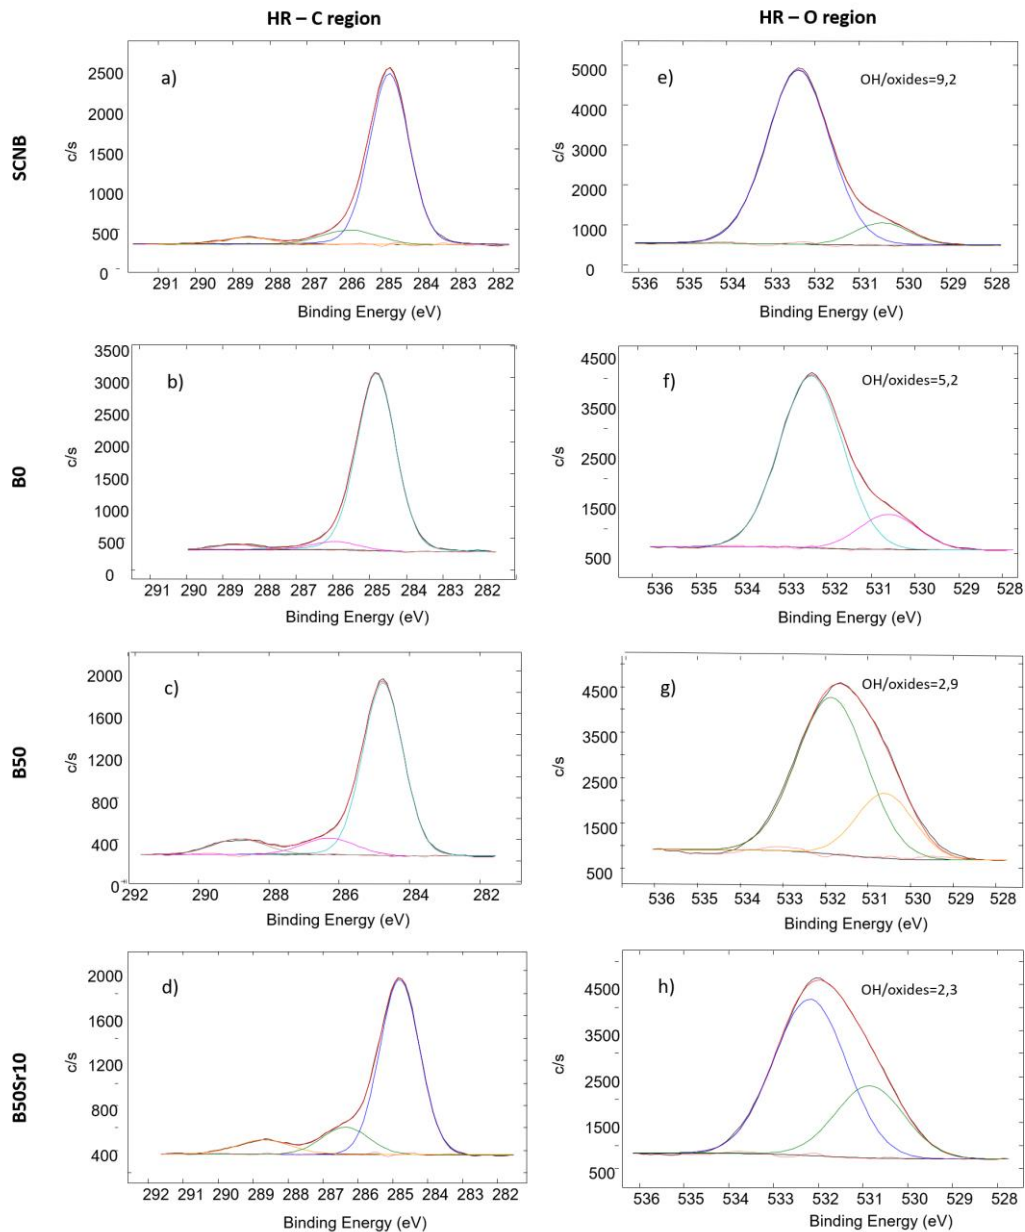 HR – C region
HR – O region
SCNB
a)
c/s
2500
1500
1000
500
0
291 290 289 288 287 286 285 284 283 282
Binding Energy (eV)
e)
OH/oxides=9,2
c/s
5000
4000
3000
2000
1000
0
536 535 534 533 532 531 530 529 528
Binding Energy (eV)
B0
b)
c/s
3500
3000
2000
1500
1000
500
0
291 290 289 288 287 286 285 284 283 282
Binding Energy (eV)
f)
OH/oxides=5,2
c/s
4500
3500
2500
1500
500
536 535 534 533 532 531 530 529 528
Binding Energy (eV)
B50
c)
c/s
2000
1600
1200
800
400
0
292 290 288 286 284 282
Binding Energy (eV)
g)
OH/oxides=2,9
c/s
4500
3500
2500
1500
500
536 535 534 533 532 531 530 529 528
Binding Energy (eV)
B50Sr10
d)
c/s
2000
1600
1200
800
400
292 291 290 289 288 287 286 285 284 283 282
Binding Energy (eV)
h)
OH/oxides=2,3
c/s
4500
3500
2500
1500
500
536 535 534 533 532 531 530 529 528
Binding Energy (eV)